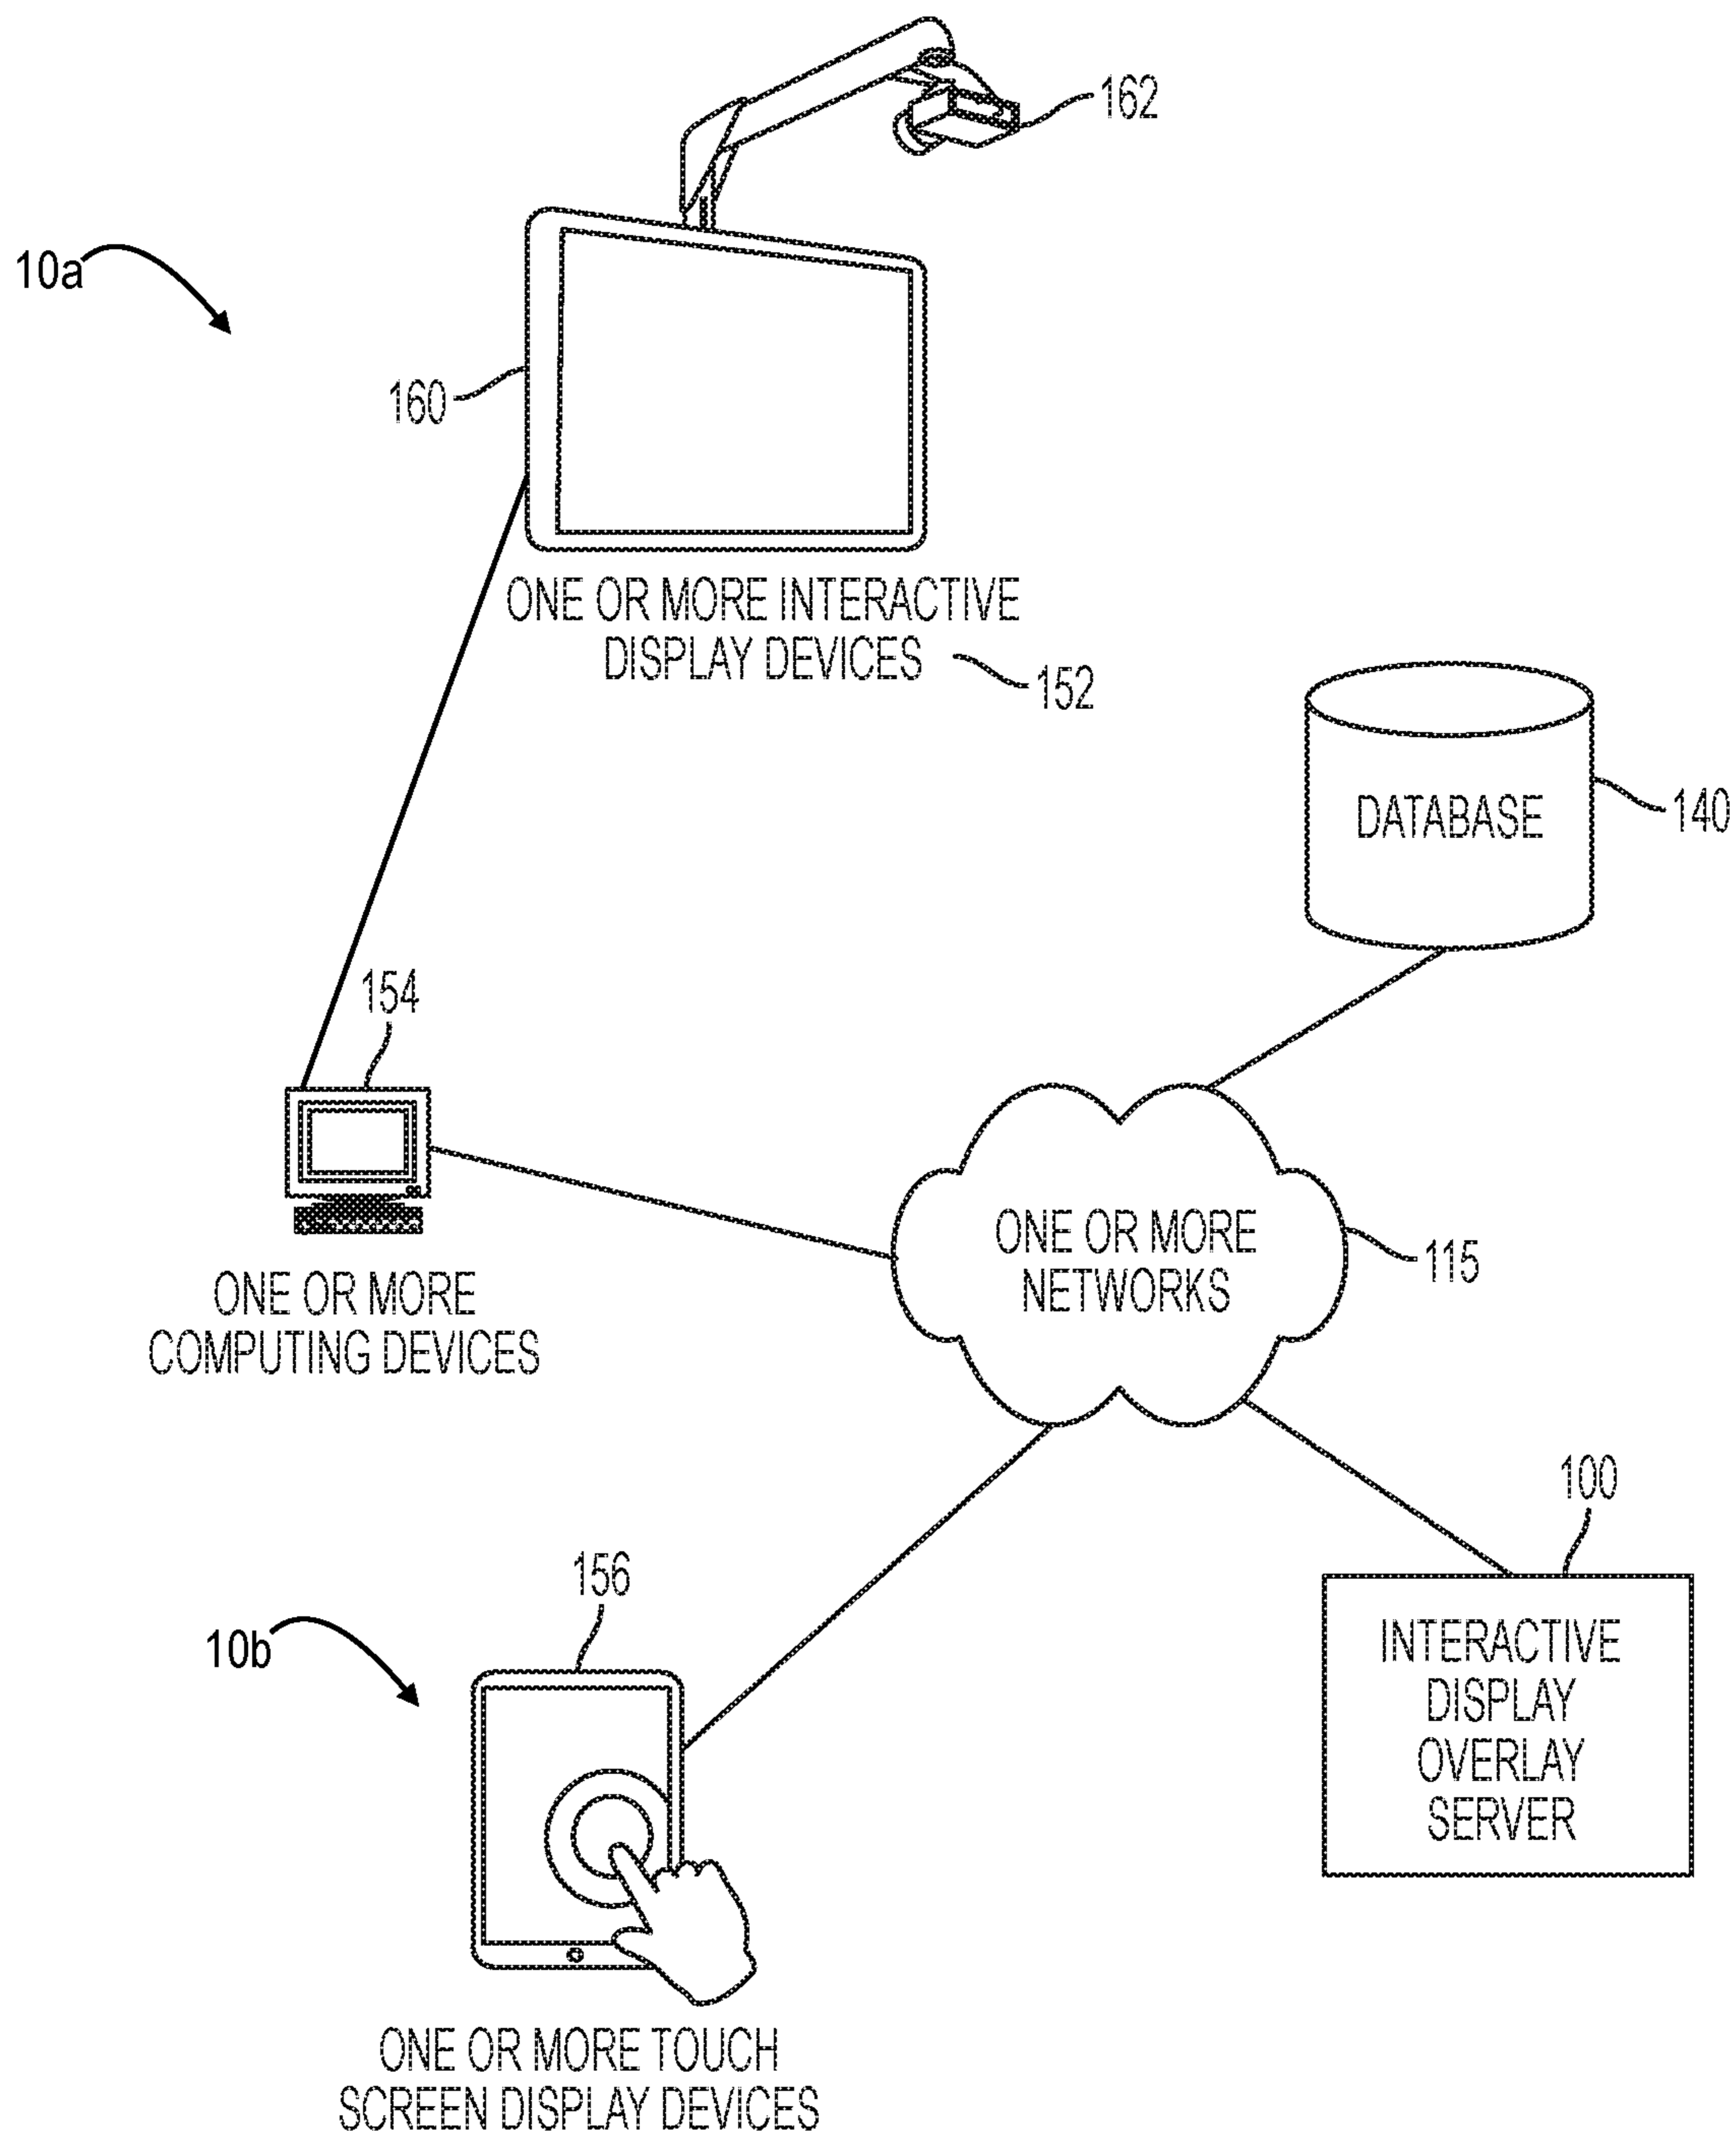 162
10a
160
ONE OR MORE INTERACTIVE
DISPLAY DEVICES
152
DATABASE
140
154
ONE OR MORE
COMPUTING DEVICES
ONE OR MORE
NETWORKS
115
100
156
10b
INTERACTIVE
DISPLAY
OVERLAY
SERVER
ONE OR MORE TOUCH
SCREEN DISPLAY DEVICES